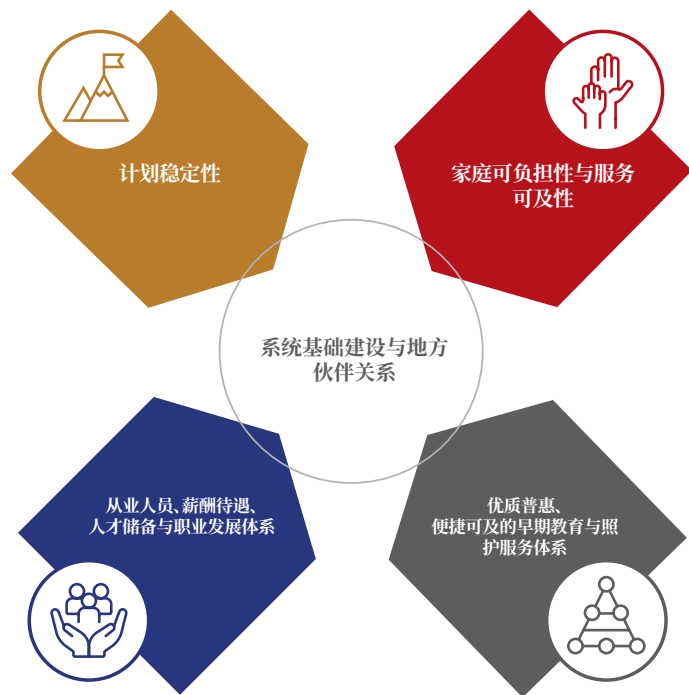 计划稳定性
家庭可负担性与服务
可及性
系统基础建设与地方
伙伴关系
从业人员、薪酬待遇、
人才储备与职业发展体系
优质普惠、
便捷可及的早期教育与照
护服务体系